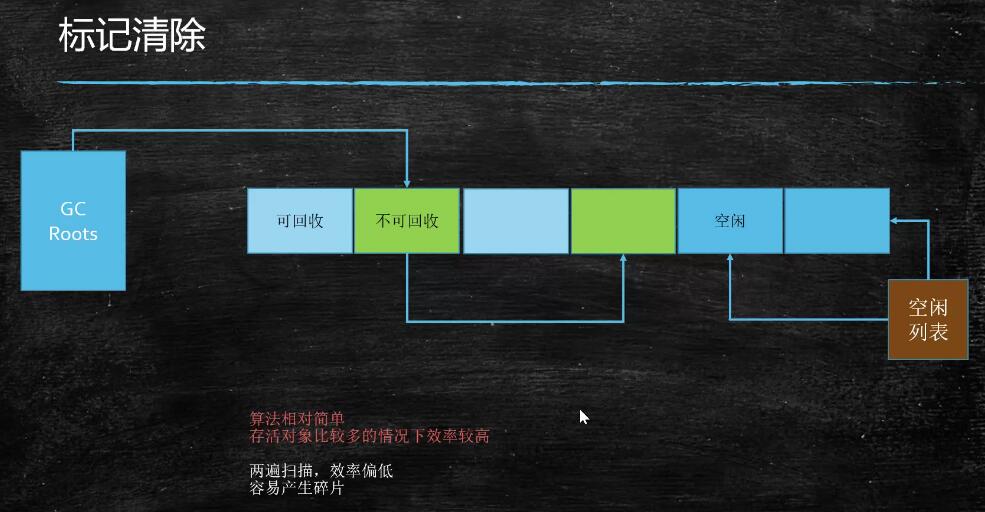 标记清除
GC
Roots
可回收
不可回收
空闲
空闲
列表
算法相对简单
存活对象比较多的情况下效率较高
两遍扫描，效率偏低
容易产生碎片